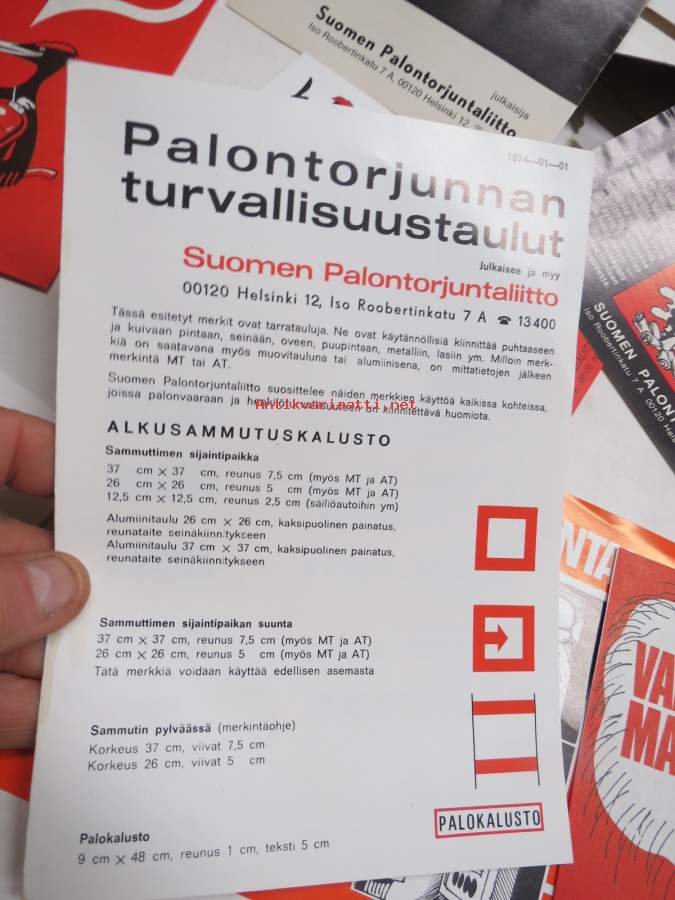 julkaisija
Suomen Palontorjuntaliitto
Iso Roobertinkatu 7 A, 00120 Helsinki 12
1974—01—01
Palontorjunnan
turvallisuustaulut
Julkaisee ja myy
Suomen Palontorjuntaliitto
00120 Helsinki 12, Iso Roobertinkatu 7 A ☎ 13400
Tässä esitetyt merkit ovat tarratauluja. Ne ovat käytännöllisiä kiinnittää puhtaaseen
ja kuivaan pintaan, seinään, oveen, puupintaan, metalliin, lasiin ym. Milloin merk-
kiä on saatavana myös muovitauluna tai alumiinisena, on mittatietojen jälkeen
merkintä MT tai AT.
Suomen Palontorjuntaliitto suosittelee näiden merkkien käyttöä kaikissa kohteissa,
joissa palonvaaraan ja henkilöturvallisuuteen on kiinnitettävä huomiota.
Antikvariaatti.net
ALKUSAMMUTUSKALUSTO
Sammuttimen sijaintipaikka
37 cm × 37 cm, reunus 7,5 cm (myös MT ja AT)
26 cm × 26 cm, reunus 5 cm (myös MT ja AT)
12,5 cm × 12,5 cm, reunus 2,5 cm (säiliöautoihin ym)
Alumiinitaulu 26 cm × 26 cm, kaksipuolinen painatus,
reunataite seinäkiinnitykseen
Alumiinitaulu 37 cm × 37 cm, kaksipuolinen painatus,
reunataite seinäkiinnitykseen
Sammuttimen sijaintipaikan suunta
37 cm × 37 cm, reunus 7,5 cm (myös MT ja AT)
26 cm × 26 cm, reunus 5 cm (myös MT ja AT)
Tätä merkkiä voidaan käyttää edellisen asemasta
Sammutin pylväässä (merkintäohje)
Korkeus 37 cm, viivat 7,5 cm
Korkeus 26 cm, viivat 5 cm
PALOKALUSTO
Palokalusto
9 cm × 48 cm, reunus 1 cm, teksti 5 cm
SUOMEN PALONT
Iso Roobertinkatu 7 A 00120 Hels
NTA
VA
MA